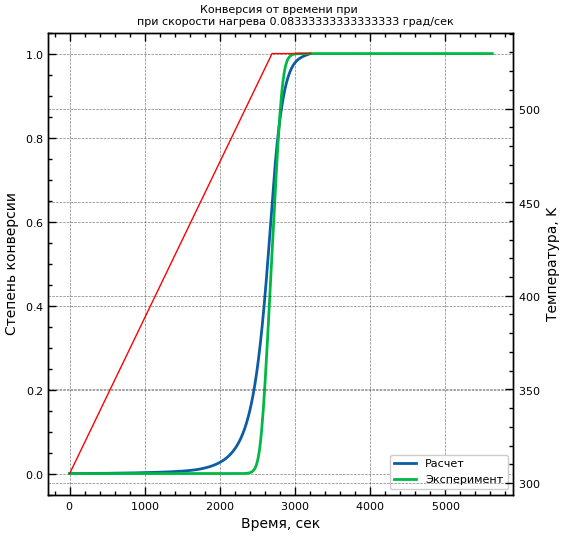 Конверсия от времени при
при скорости нагрева 0.08333333333333333 град/сек
1.0
0.8
0.6
0.4
0.2
0.0
Степень конверсии
500
450
400
350
300
Температура, К
Расчет
Эксперимент
0 1000 2000 3000 4000 5000
Время, сек